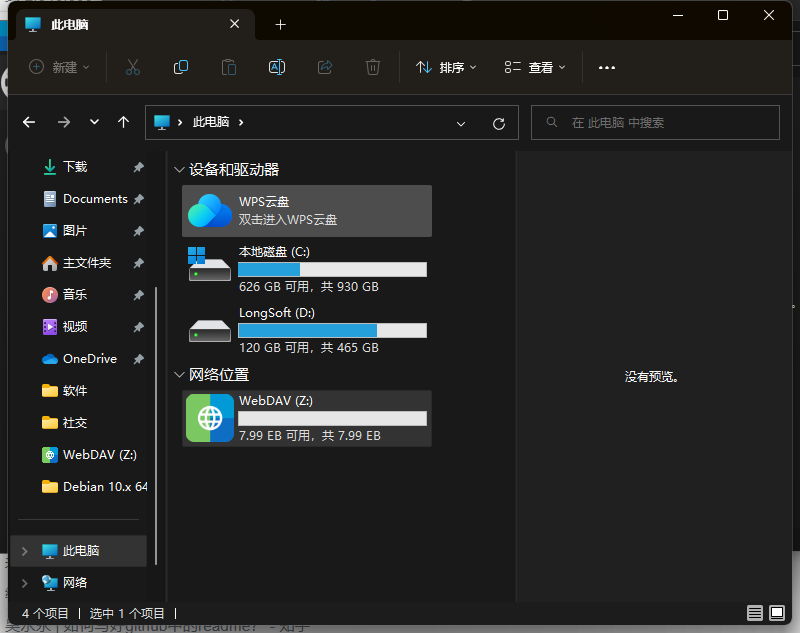 此电脑
新建
排序
查看
此电脑
在 此电脑 中搜索
下载
Documents
图片
主文件夹
音乐
视频
OneDrive
软件
社交
WebDAV (Z:)
Debian 10.x 64
此电脑
网络
设备和驱动器
WPS云盘
双击进入WPS云盘
本地磁盘 (C:)
626 GB 可用，共 930 GB
LongSoft (D:)
120 GB 可用，共 465 GB
网络位置
WebDAV (Z:)
7.99 EB 可用，共 7.99 EB
没有预览。
4 个项目
选中 1 个项目